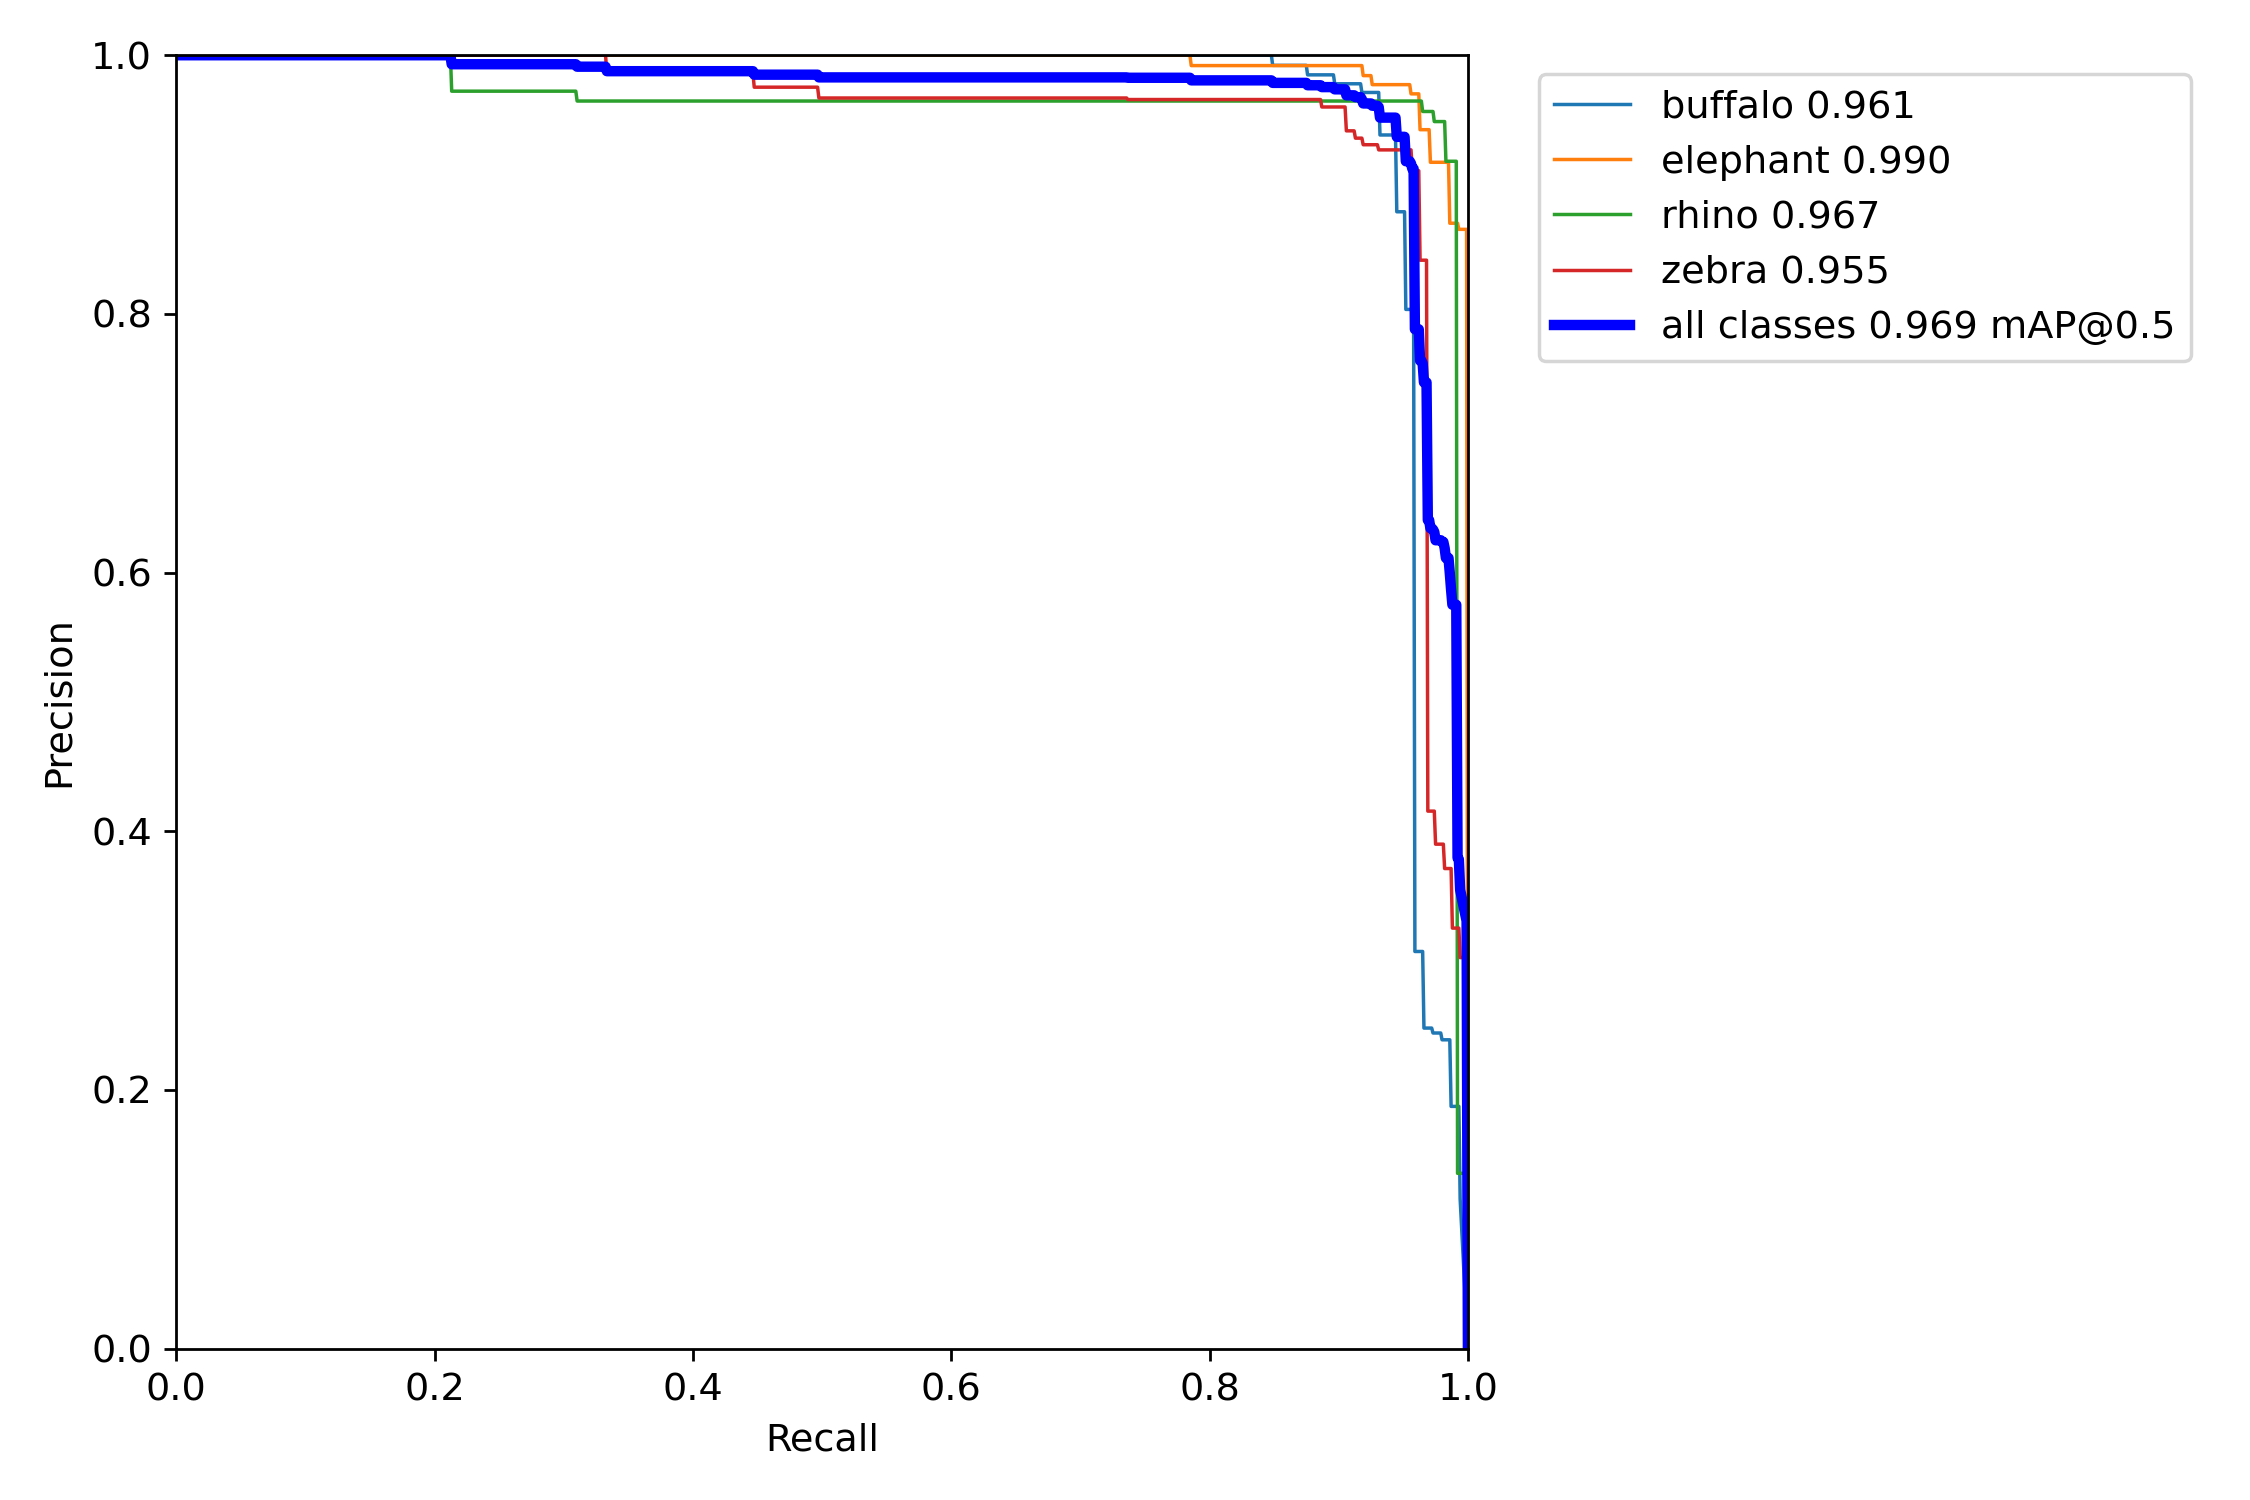 1.0
0.8
0.6
0.4
0.2
0.0
Precision
0.0 0.2 0.4 0.6 0.8 1.0
Recall
buffalo 0.961
elephant 0.990
rhino 0.967
zebra 0.955
all classes 0.969 mAP@0.5